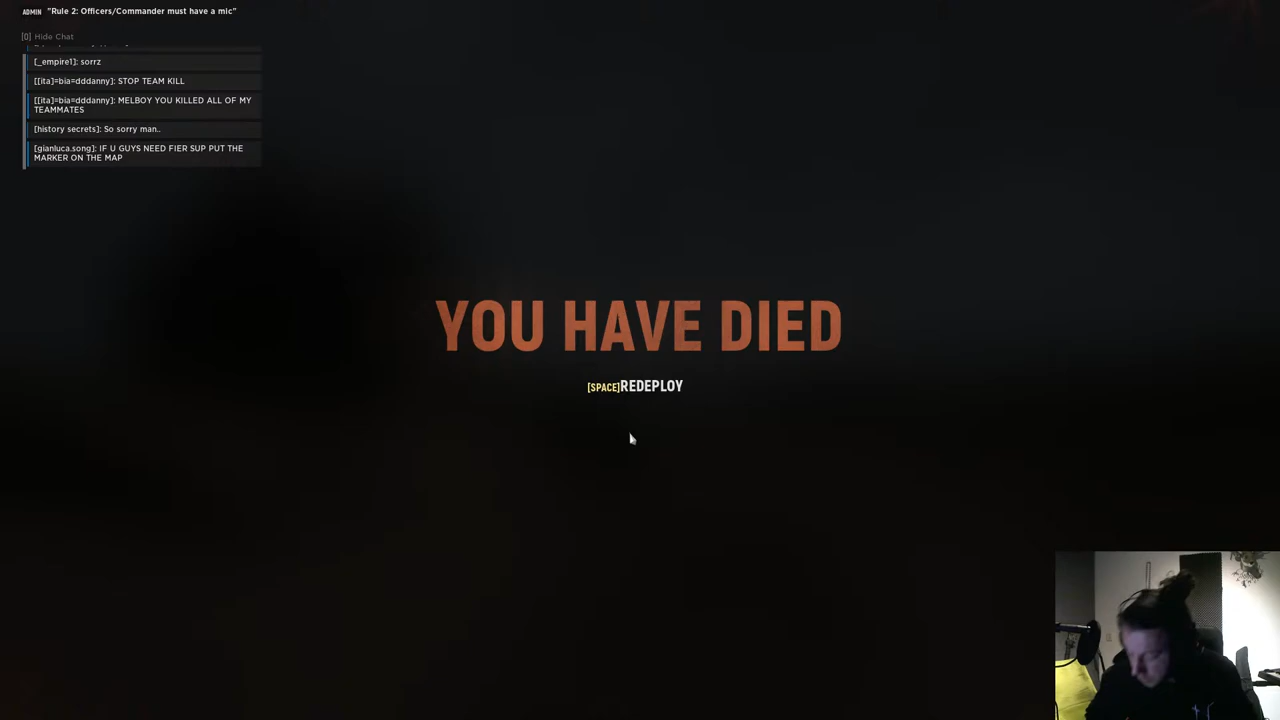 ADMIN "Rule 2: Officers/Commander must have a mic"
[0] Hide Chat
[_empire1]: sorrz
[[ita]=bia=dddanny]: STOP TEAM KILL
[[ita]=bia=dddanny]: MELBOY YOU KILLED ALL OF MY
TEAMMATES
[history secrets]: So sorry man..
[gianluca.song]: IF U GUYS NEED FIER SUP PUT THE
MARKER ON THE MAP
YOU HAVE DIED
[SPACE]REDEPLOY